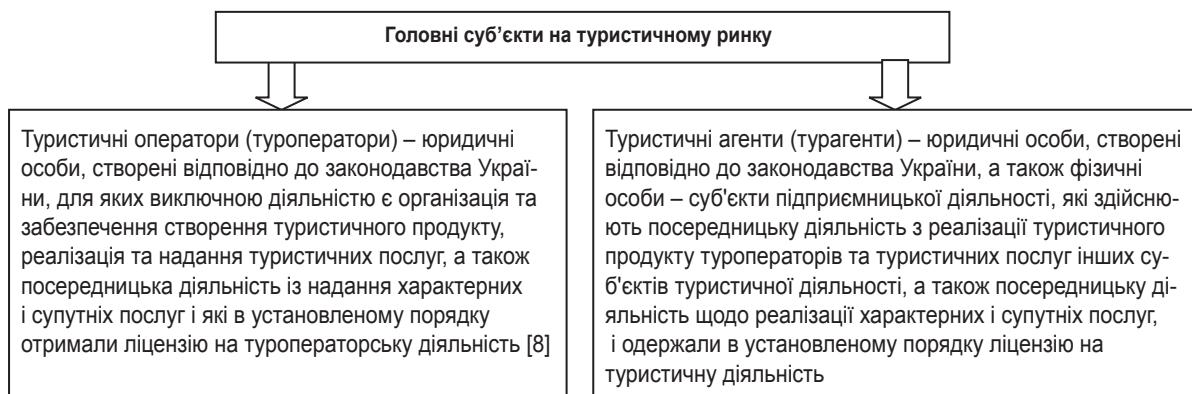 Головні суб’єкти на туристичному ринку
Туристичні оператори (туроператори) – юридичні
особи, створені відповідно до законодавства Украї-
ни, для яких виключною діяльністю є організація та
забезпечення створення туристичного продукту,
реалізація та надання туристичних послуг, а також
посередницька діяльність із надання характерних
і супутніх послуг і які в установленому порядку
отримали ліцензію на туроператорську діяльність [8]
Туристичні агенти (турагенти) – юридичні особи, створені
відповідно до законодавства України, а також фізичні
особи – суб'єкти підприємницької діяльності, які здійсню-
ють посередницьку діяльність з реалізації туристичного
продукту туроператорів та туристичних послуг інших су-
б'єктів туристичної діяльності, а також посередницьку ді-
яльність щодо реалізації характерних і супутніх послуг,
і одержали в установленому порядку ліцензію на
туристичну діяльність